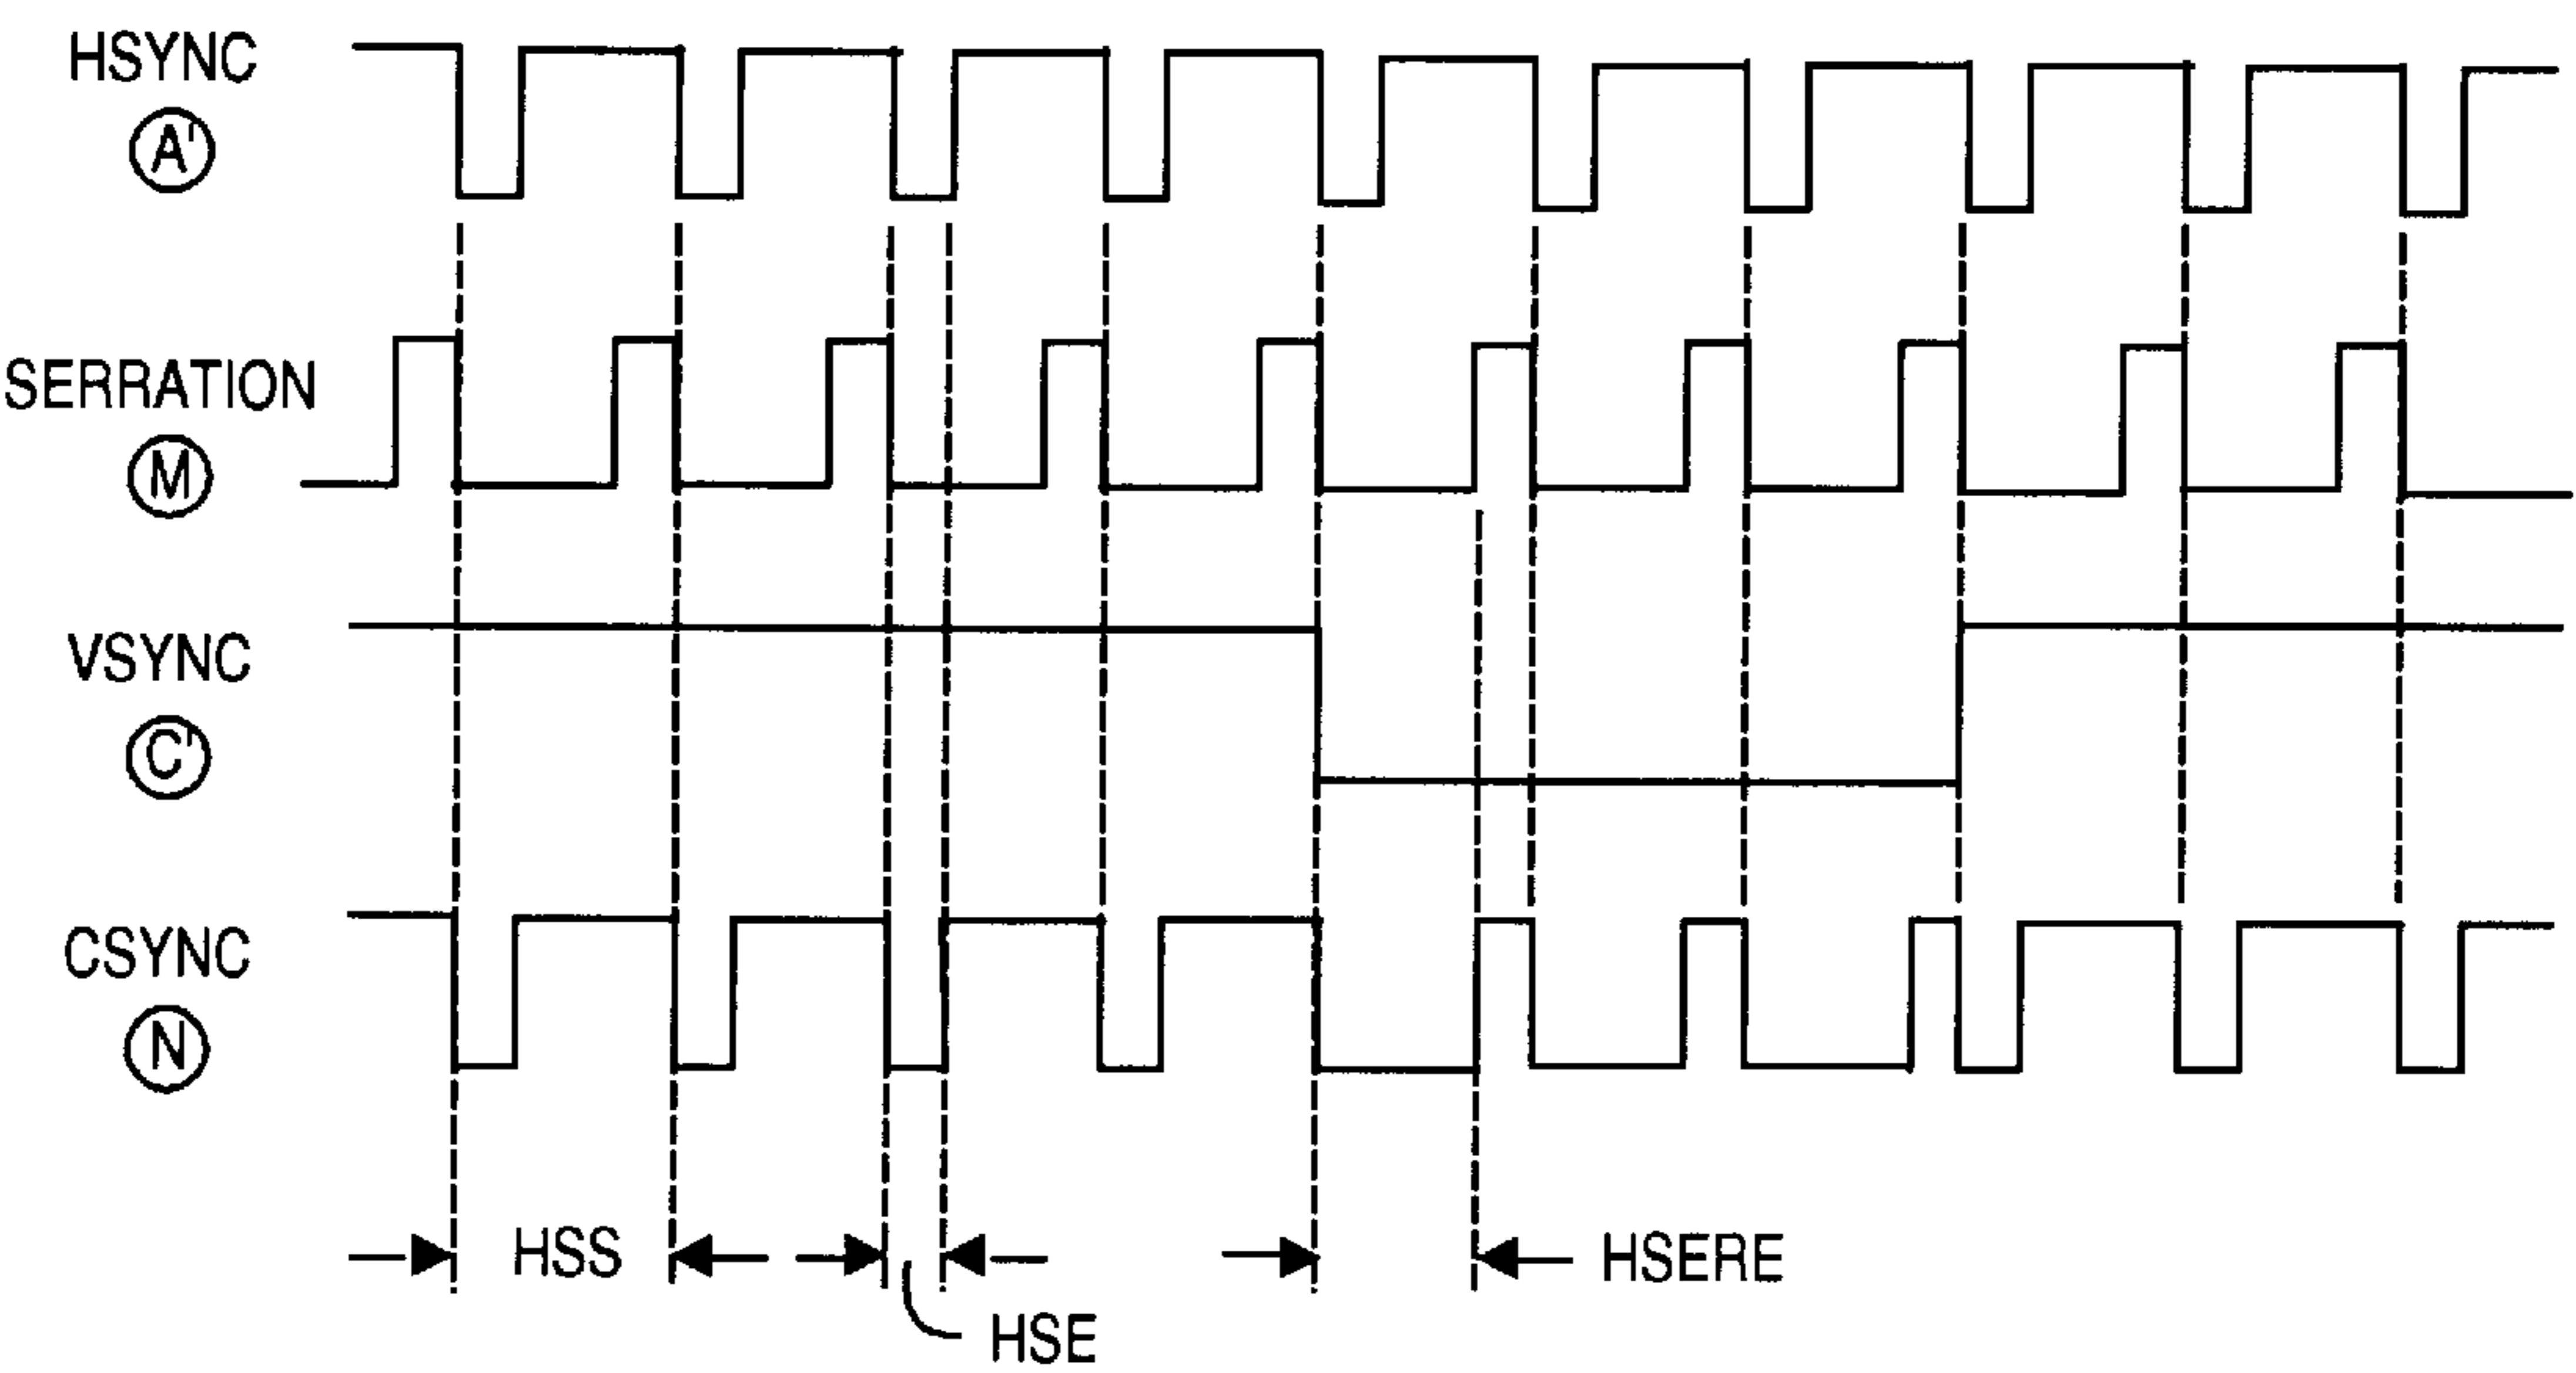 HSYNC
A'
SERRATION
M
VSYNC
C'
CSYNC
N
HSS
HSERE
HSE